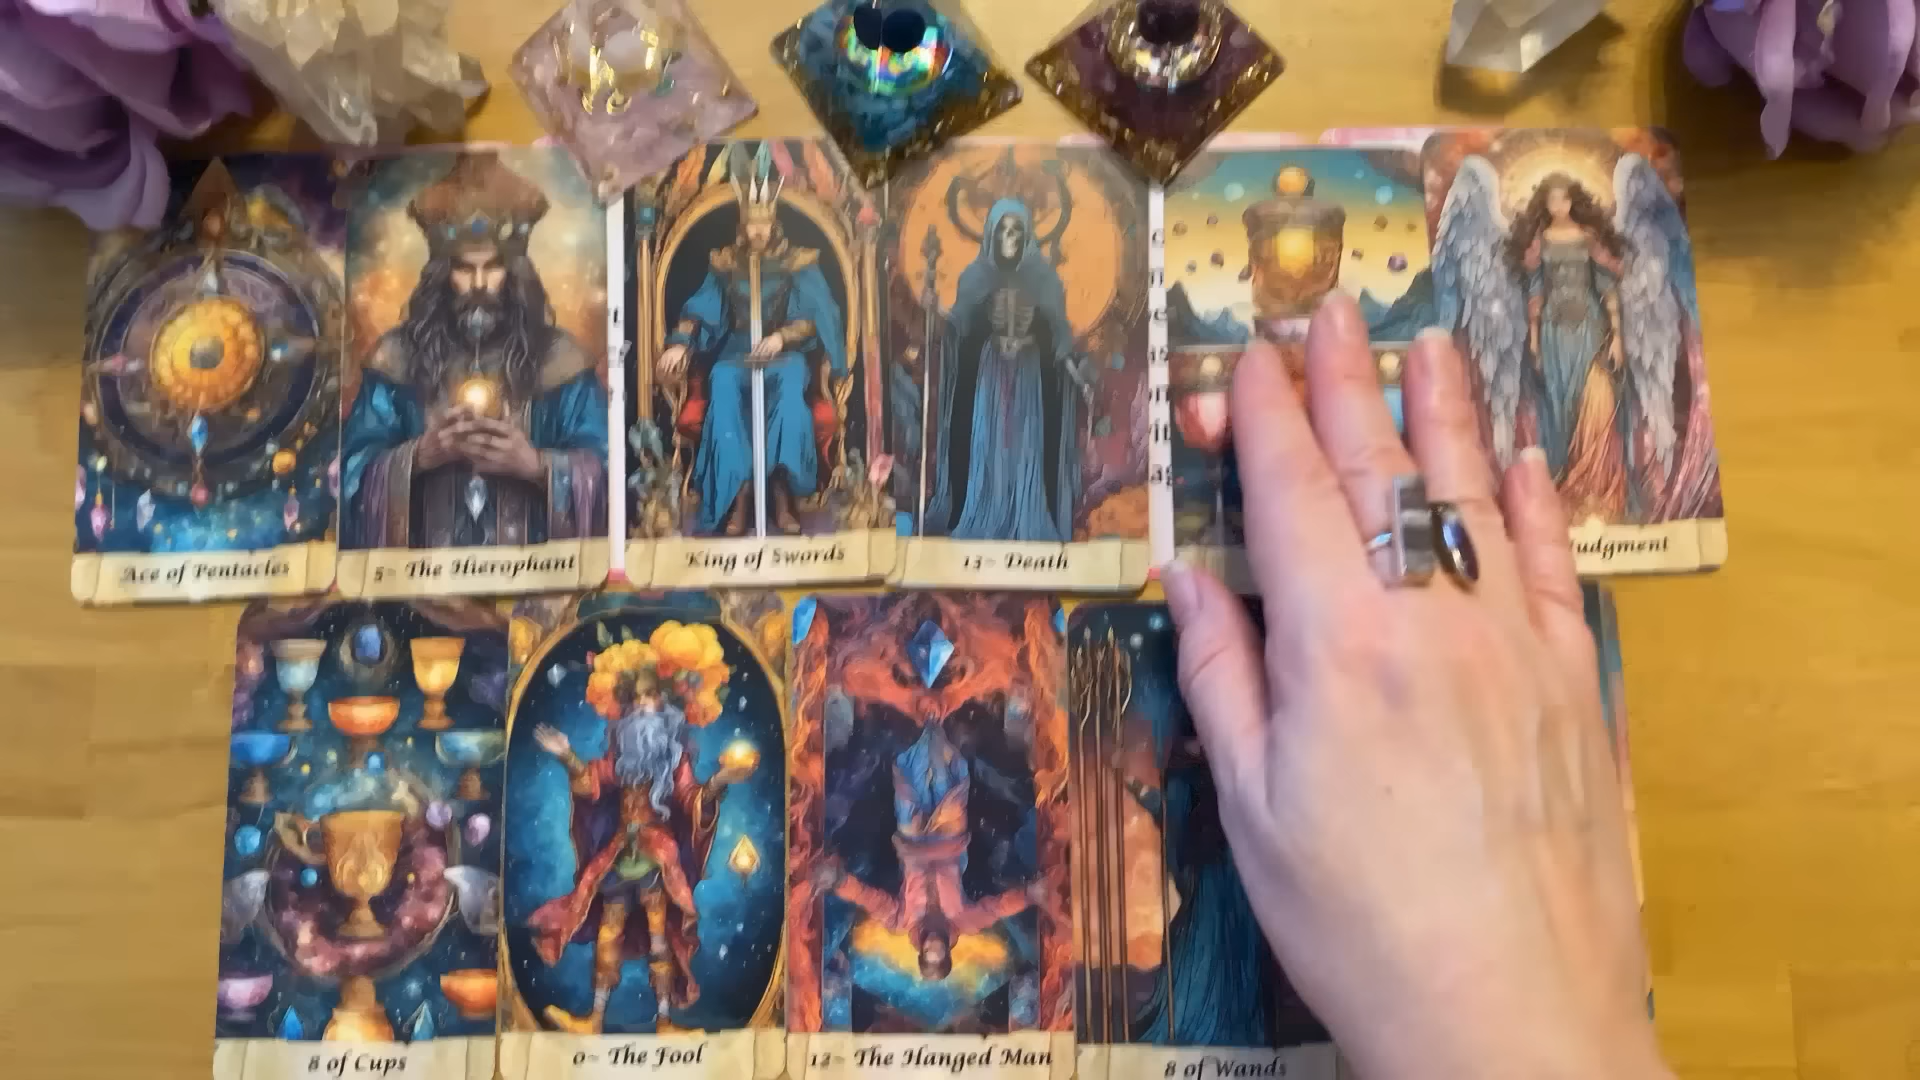 Ace of Pentacles
5~ The Hierophant
King of Swords
13~ Death
Judgment
8 of Cups
0~ The Fool
12~ The Hanged Man
8 of Wands